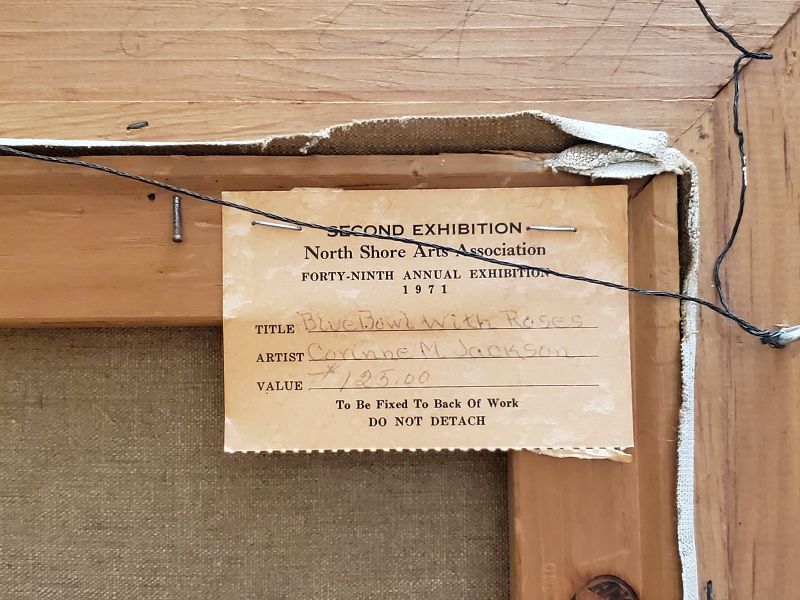 SECOND EXHIBITION
North Shore Arts Association
FORTY-NINTH ANNUAL EXHIBITION
1971
TITLE Blue Bowl With Roses
ARTIST Corinne M. Jackson
VALUE $125.00
To Be Fixed To Back Of Work
DO NOT DETACH